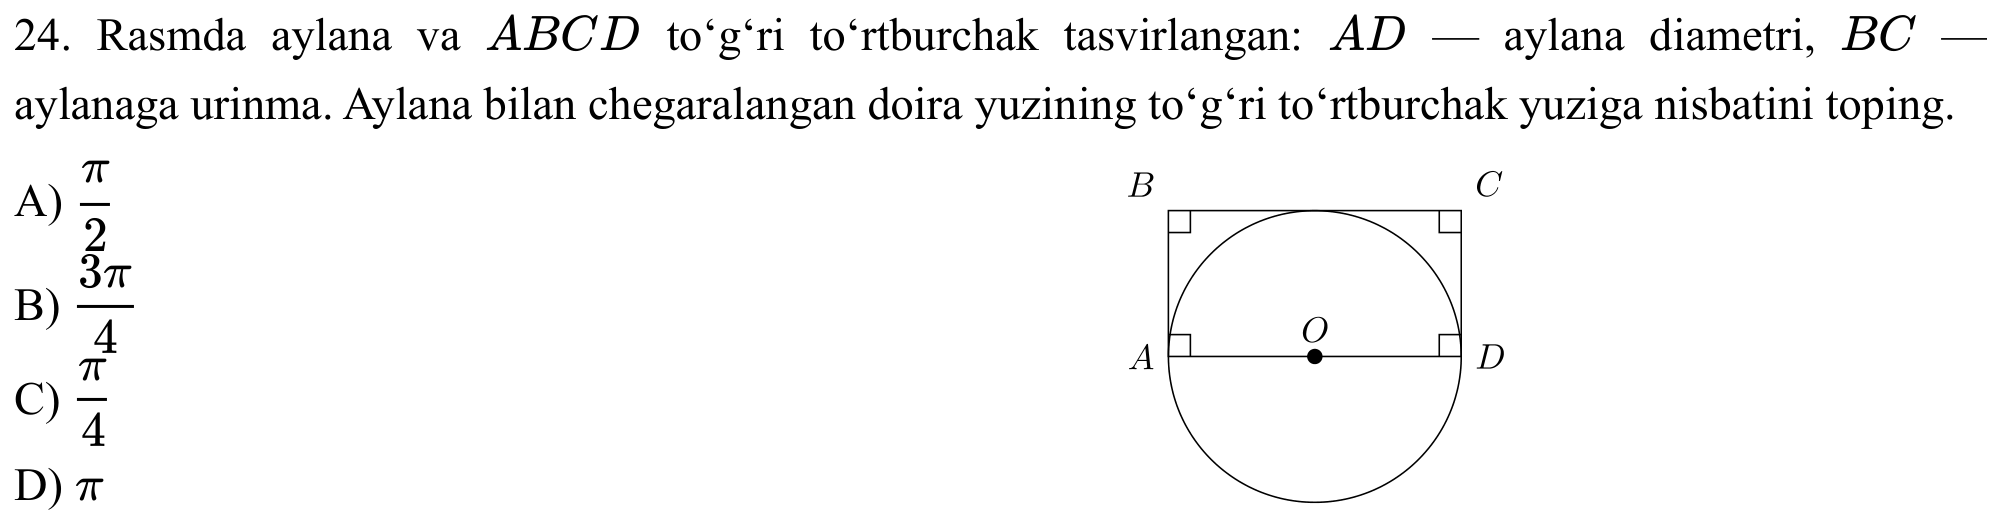 24. Rasmda aylana va ABCD to‘g‘ri to‘rtburchak tasvirlangan: AD — aylana diametri, BC —
aylanaga urinma. Aylana bilan chegaralangan doira yuzining to‘g‘ri to‘rtburchak yuziga nisbatini toping.
A) π/2
B) 3π/4
C) π/4
D) π
B C
O
A D